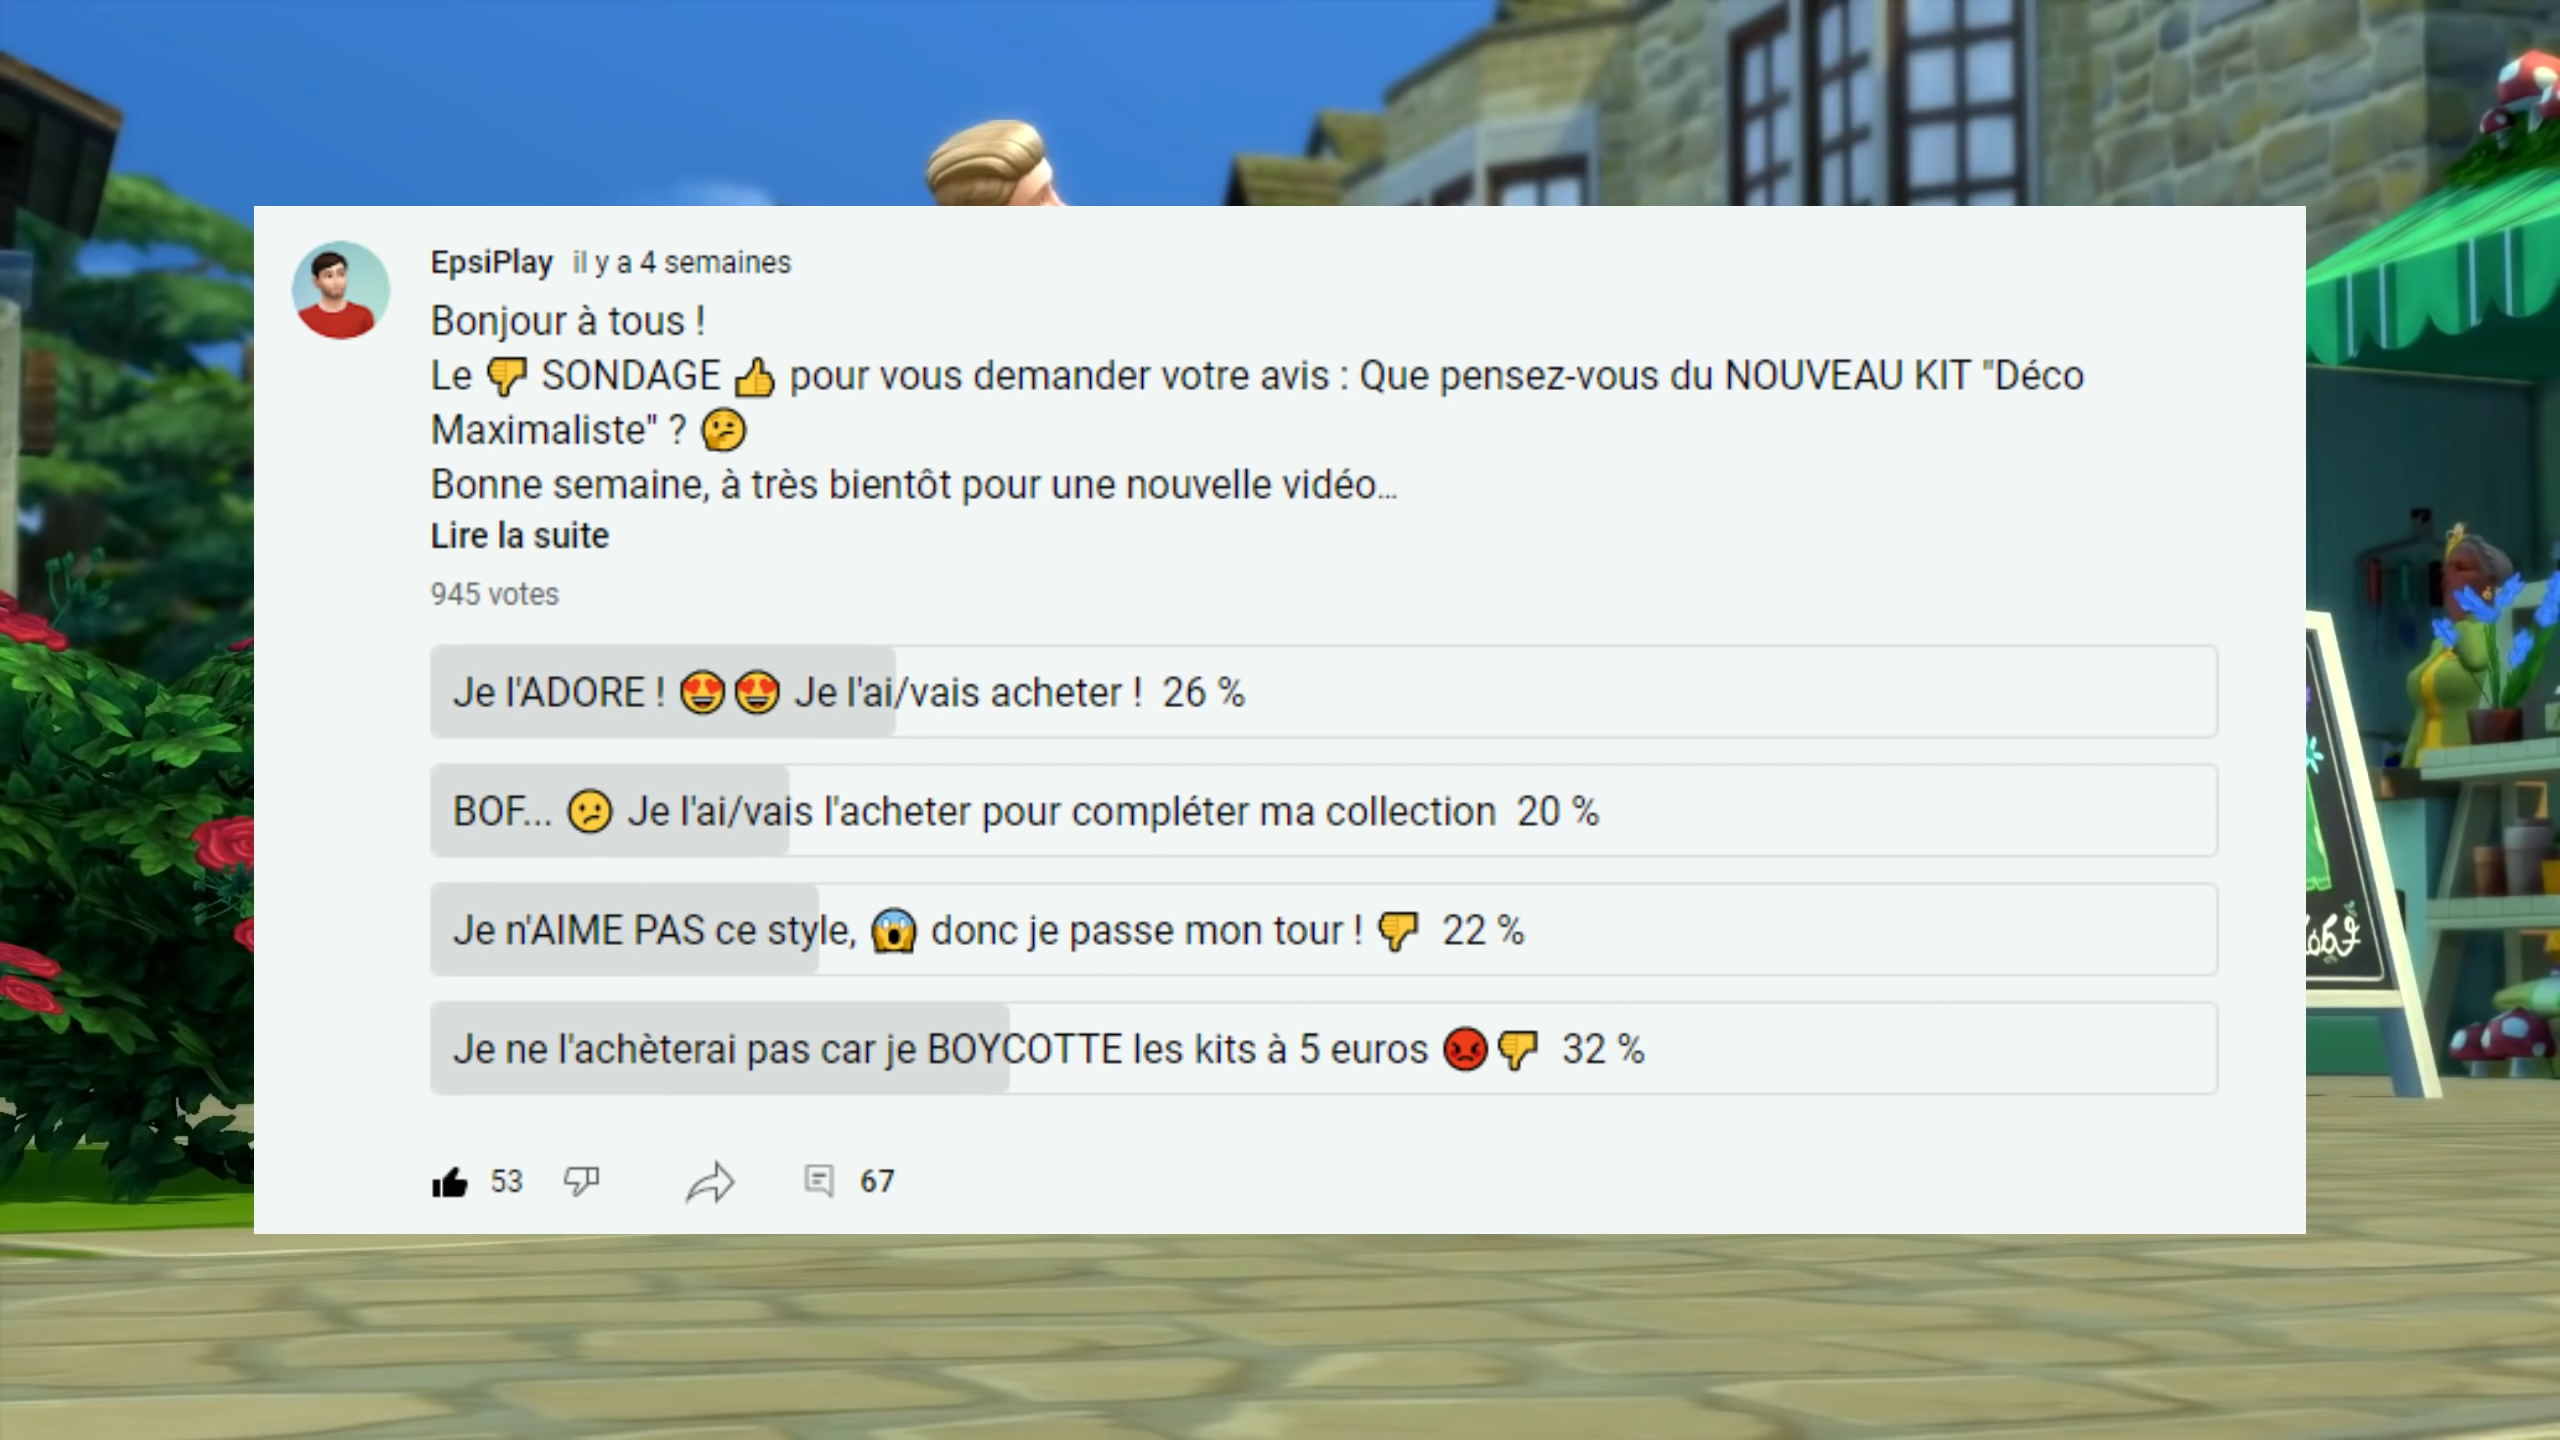 EpsiPlay il y a 4 semaines
Bonjour à tous !
Le 👎 SONDAGE 👍 pour vous demander votre avis : Que pensez-vous du NOUVEAU KIT "Déco
Maximaliste" ? 🤔
Bonne semaine, à très bientôt pour une nouvelle vidéo…
Lire la suite
945 votes
Je l'ADORE ! 😍😍 Je l'ai/vais acheter ! 26 %
BOF... 😕 Je l'ai/vais l'acheter pour compléter ma collection 20 %
Je n'AIME PAS ce style, 😱 donc je passe mon tour ! 👎 22 %
Je ne l'achèterai pas car je BOYCOTTE les kits à 5 euros 😡👎 32 %
53 67